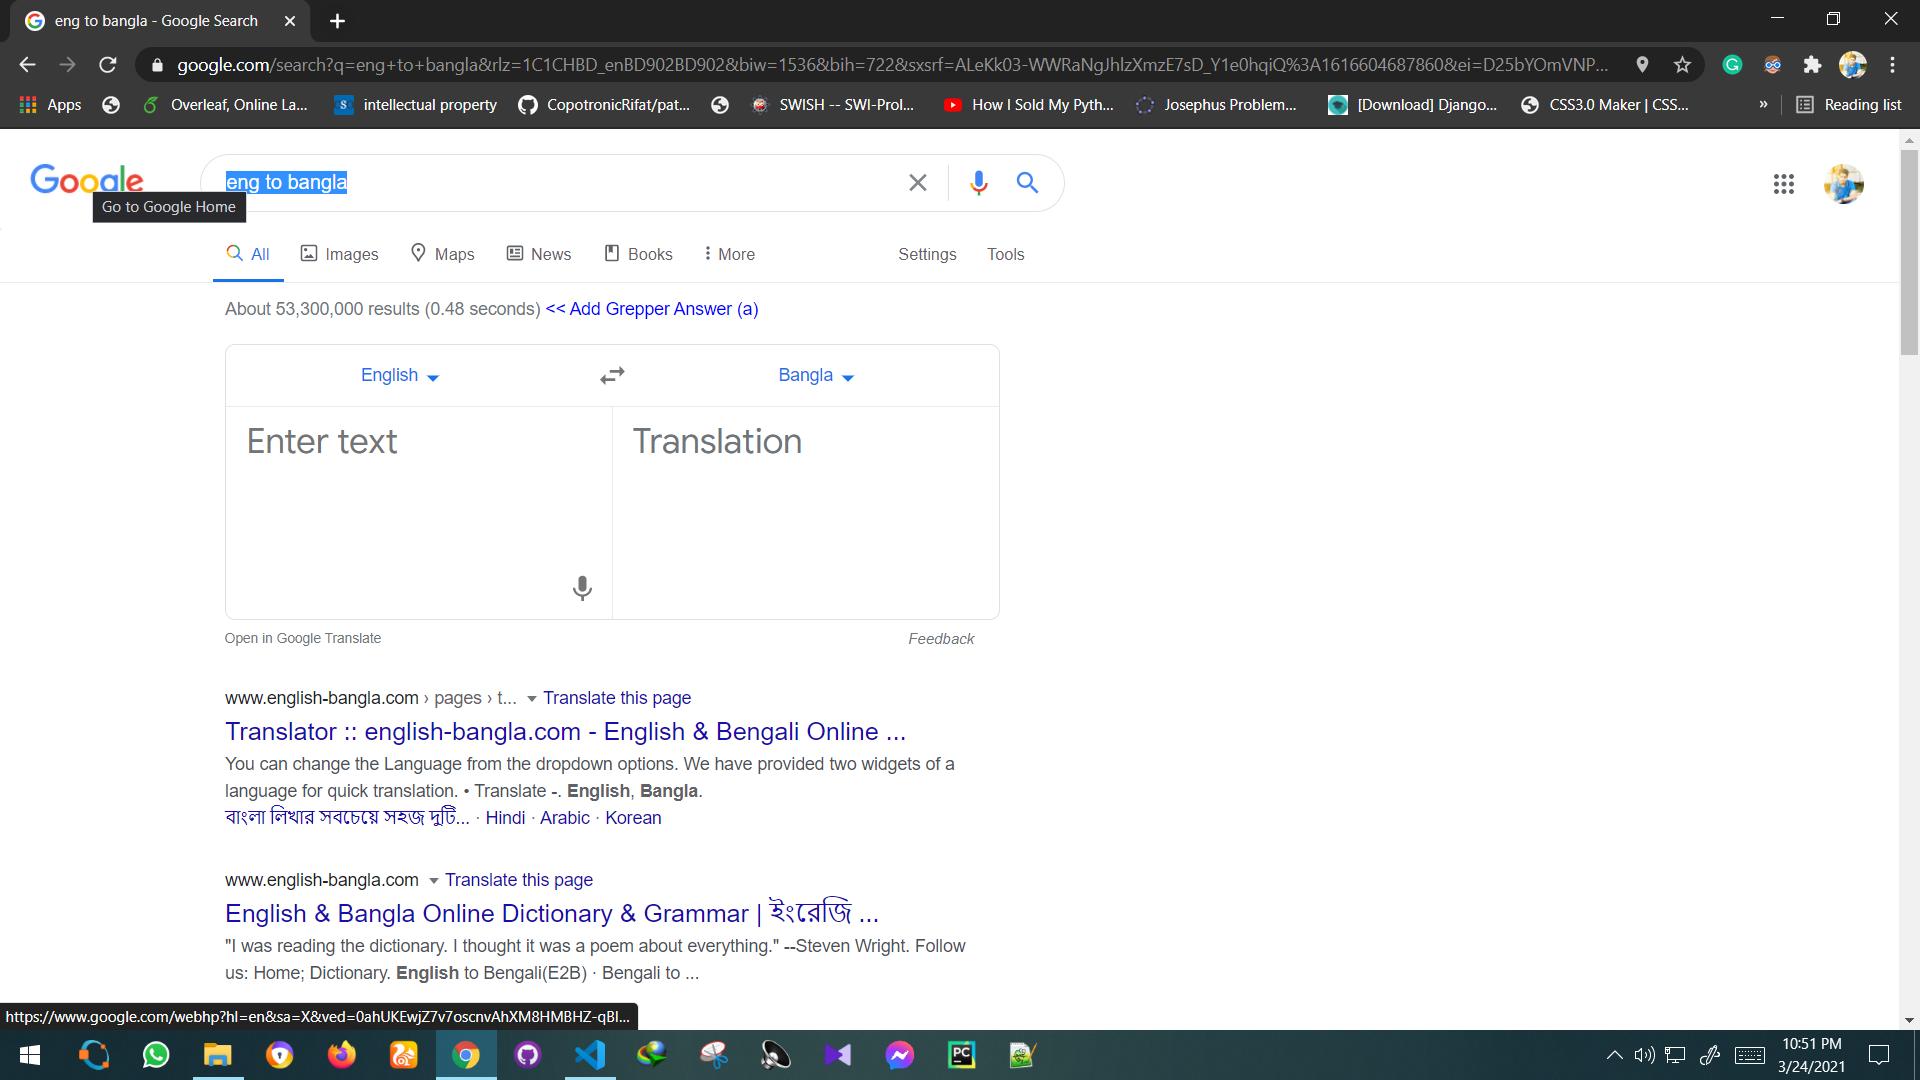 eng to bangla - Google Search
google.com/search?q=eng+to+bangla&rlz=1C1CHBD_enBD902BD902&biw=1536&bih=722&sxsrf=ALeKk03-WWRaNgJhlzXmzE7sD_Y1e0hqiQ%3A1616604687860&ei=D25bYOmVNP...
Apps Overleaf, Online La... intellectual property CopotronicRifat/pat... SWISH -- SWI-Prol... How I Sold My Pyth... Josephus Problem... [Download] Django... CSS3.0 Maker | CSS... » Reading list
Google eng to bangla
Go to Google Home
All Images Maps News Books More Settings Tools
About 53,300,000 results (0.48 seconds) << Add Grepper Answer (a)
English Bangla
Enter text Translation
Open in Google Translate Feedback
www.english-bangla.com › pages › t... Translate this page
Translator :: english-bangla.com - English & Bengali Online ...
You can change the Language from the dropdown options. We have provided two widgets of a
language for quick translation. • Translate -. English, Bangla.
বাংলা লিখার সবচেয়ে সহজ দুটি... · Hindi · Arabic · Korean
www.english-bangla.com Translate this page
English & Bangla Online Dictionary & Grammar | ইংরেজি ...
"I was reading the dictionary. I thought it was a poem about everything." --Steven Wright. Follow
us: Home; Dictionary. English to Bengali(E2B) · Bengali to ...
https://www.google.com/webhp?hl=en&sa=X&ved=0ahUKEwjZ7v7oscnvAhXM8HMBHZ-qBI...
PC
10:51 PM
3/24/2021